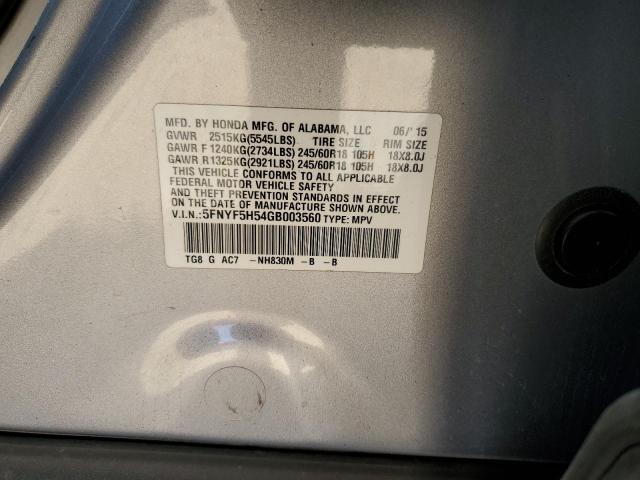 MFD. BY HONDA MFG. OF ALABAMA, LLC 06/'15
GVWR 2515KG(5545LBS) TIRE SIZE RIM SIZE
GAWR F 1240KG(2734LBS) 245/60R18 105H 18X8.0J
GAWR R1325KG(2921LBS) 245/60R18 105H 18X8.0J
THIS VEHICLE CONFORMS TO ALL APPLICABLE
FEDERAL MOTOR VEHICLE SAFETY
AND THEFT PREVENTION STANDARDS IN EFFECT
ON THE DATE OF MANUFACTURE SHOWN ABOVE.
V.I.N.:5FNYF5H54GB003560 TYPE: MPV
TG8 G AC7 -NH830M -B -B